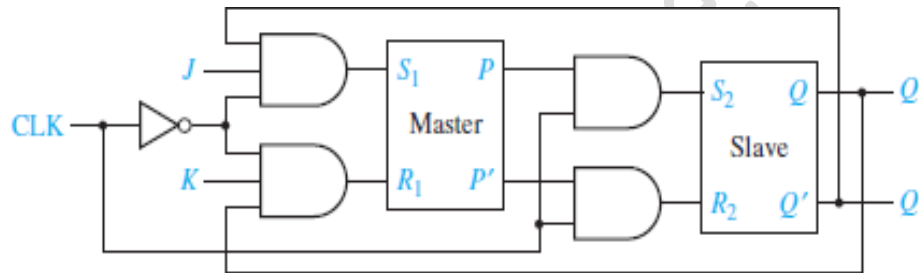 J S₁ P S₂ Q Q
CLK Master Slave
K R₁ P′ R₂ Q′ Q